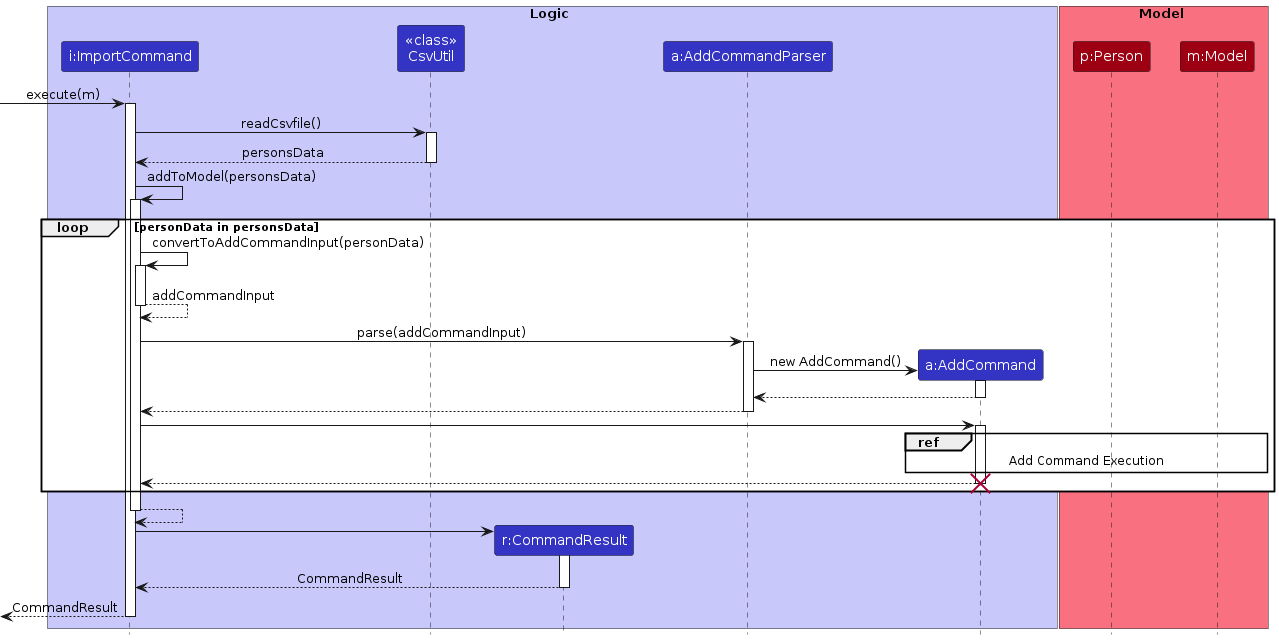 Logic
Model
«class»
i:ImportCommand
CsvUtil
a:AddCommandParser
p:Person
m:Model
execute(m)
readCsvfile()
personsData
addToModel(personsData)
loop
[personData in personsData]
convertToAddCommandInput(personData)
addCommandInput
parse(addCommandInput)
new AddCommand()
a:AddCommand
ref
Add Command Execution
r:CommandResult
CommandResult
CommandResult